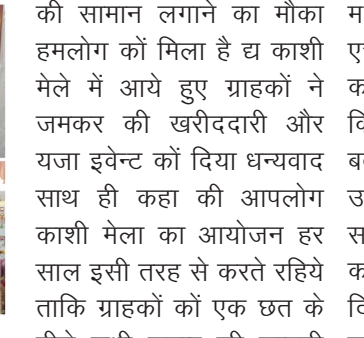 की सामान लगाने का मौका
हमलोग कों मिला है द्य काशी
मेले में आये हुए ग्राहकों ने
जमकर की खरीददारी और
यजा इवेन्ट कों दिया धन्यवाद
साथ ही कहा की आपलोग
काशी मेला का आयोजन हर
साल इसी तरह से करते रहिये
ताकि ग्राहकों कों एक छत के